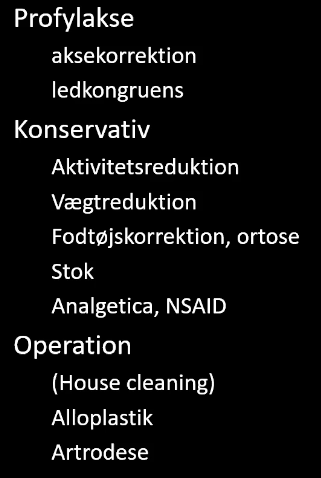 Profylakse
aksekorrektion
ledkongruens
Konservativ
Aktivitetsreduktion
Vægtreduktion
Fodtøjskorrektion, ortose
Stok
Analgetica, NSAID
Operation
(House cleaning)
Alloplastik
Artrodese